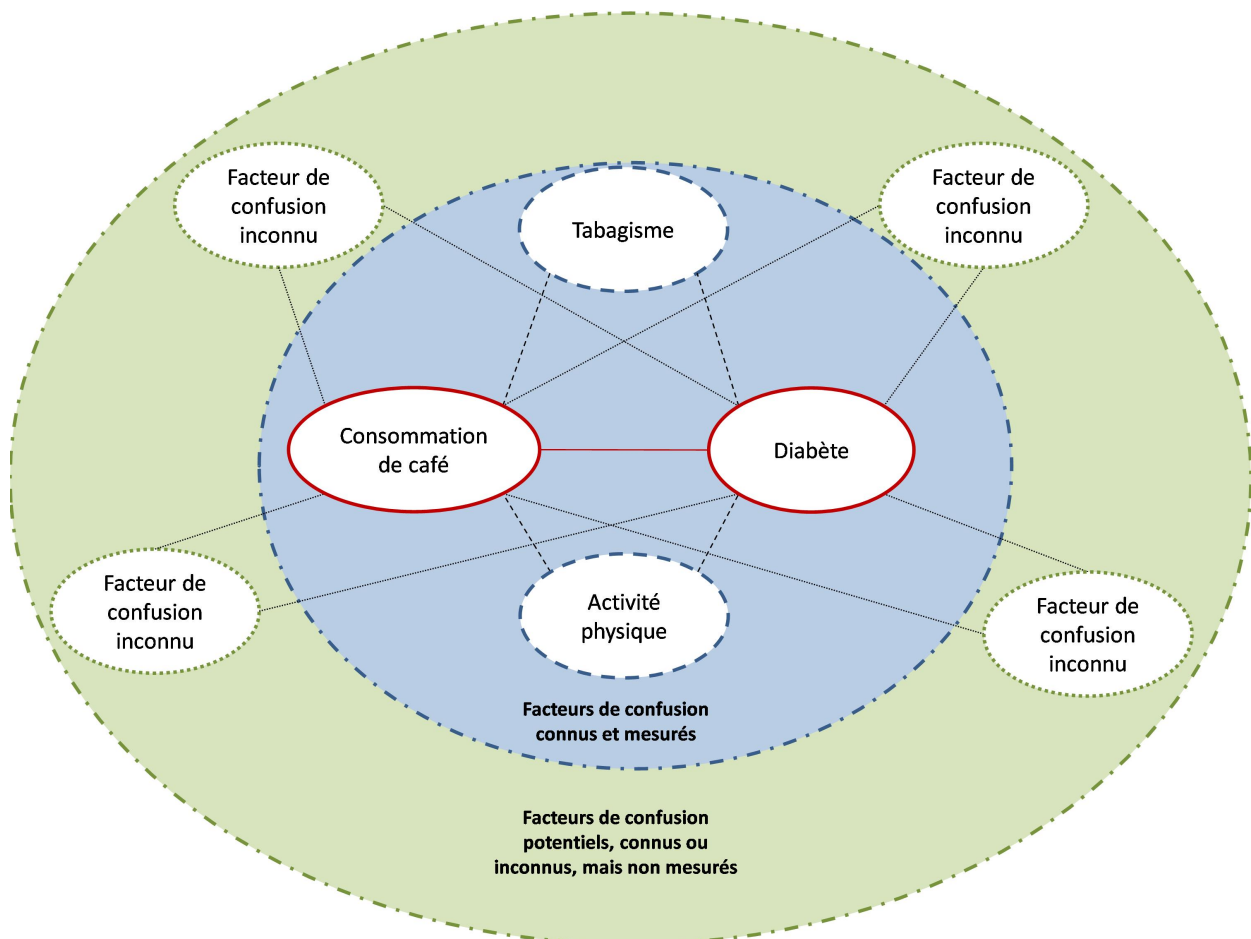 Facteur de
confusion
inconnu
Tabagisme
Facteur de
confusion
inconnu
Consommation
de café
Diabète
Facteur de
confusion
inconnu
Activité
physique
Facteur de
confusion
inconnu
Facteurs de confusion
connus et mesurés
Facteurs de confusion
potentiels, connus ou
inconnus, mais non mesurés